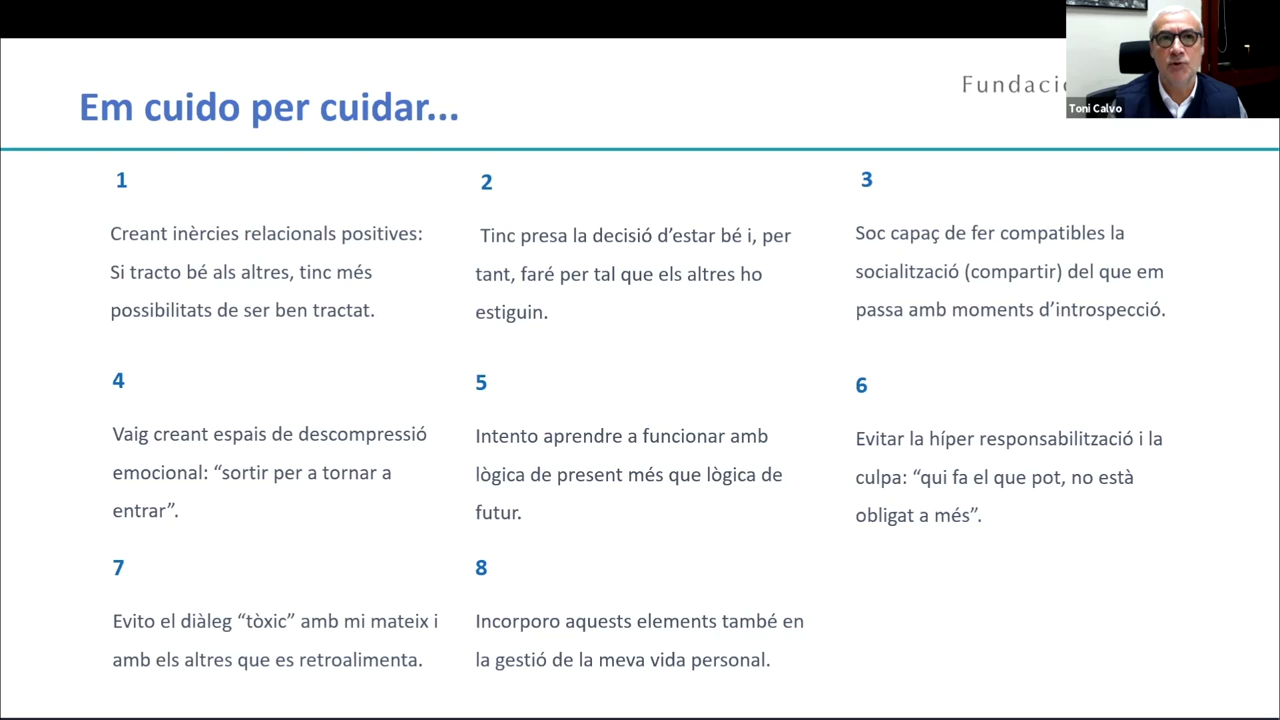 Em cuido per cuidar...
Fundació
Toni Calvo
1
Creant inèrcies relacionals positives:
Si tracto bé als altres, tinc més
possibilitats de ser ben tractat.
2
Tinc presa la decisió d’estar bé i, per
tant, faré per tal que els altres ho
estiguin.
3
Soc capaç de fer compatibles la
socialització (compartir) del que em
passa amb moments d’introspecció.
4
Vaig creant espais de descompressió
emocional: “sortir per a tornar a
entrar”.
5
Intento aprendre a funcionar amb
lògica de present més que lògica de
futur.
6
Evitar la híper responsabilització i la
culpa: “qui fa el que pot, no està
obligat a més”.
7
Evito el diàleg “tòxic” amb mi mateix i
amb els altres que es retroalimenta.
8
Incorporo aquests elements també en
la gestió de la meva vida personal.